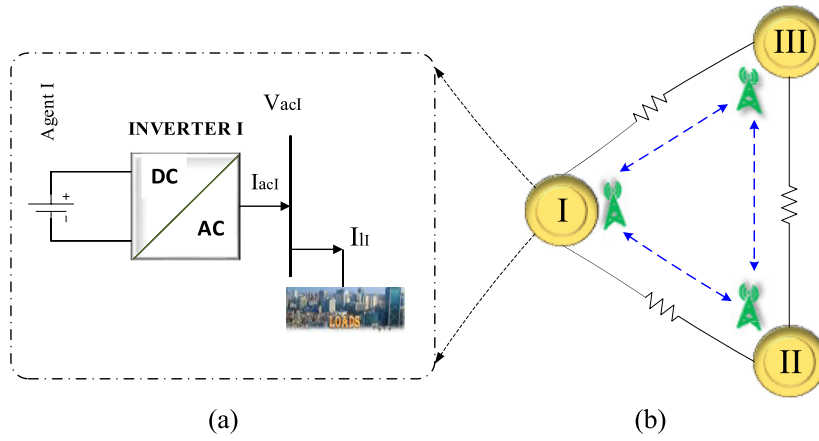 Agent I
INVERTER I
DC
AC
+
−
VacI
IacI
IlI
LOADS
(a)
III
I
II
(b)